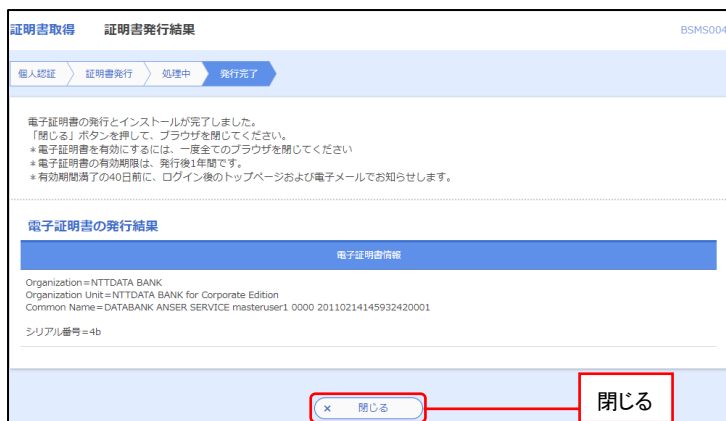 証明書取得 証明書発行結果 BSMS004
個人認証 証明書発行 処理中 発行完了
電子証明書の発行とインストールが完了しました。
「閉じる」ボタンを押して、ブラウザを閉じてください。
*電子証明書を有効にするには、一度全てのブラウザを閉じてください
*電子証明書の有効期限は、発行後1年間です。
*有効期間満了の40日前に、ログイン後のトップページおよび電子メールでお知らせします。
電子証明書の発行結果
電子証明書情報
Organization=NTTDATA BANK
Organization Unit=NTTDATA BANK for Corporate Edition
Common Name=DATABANK ANSER SERVICE masteruser1 0000 20110214145932420001
シリアル番号=4b
× 閉じる
閉じる